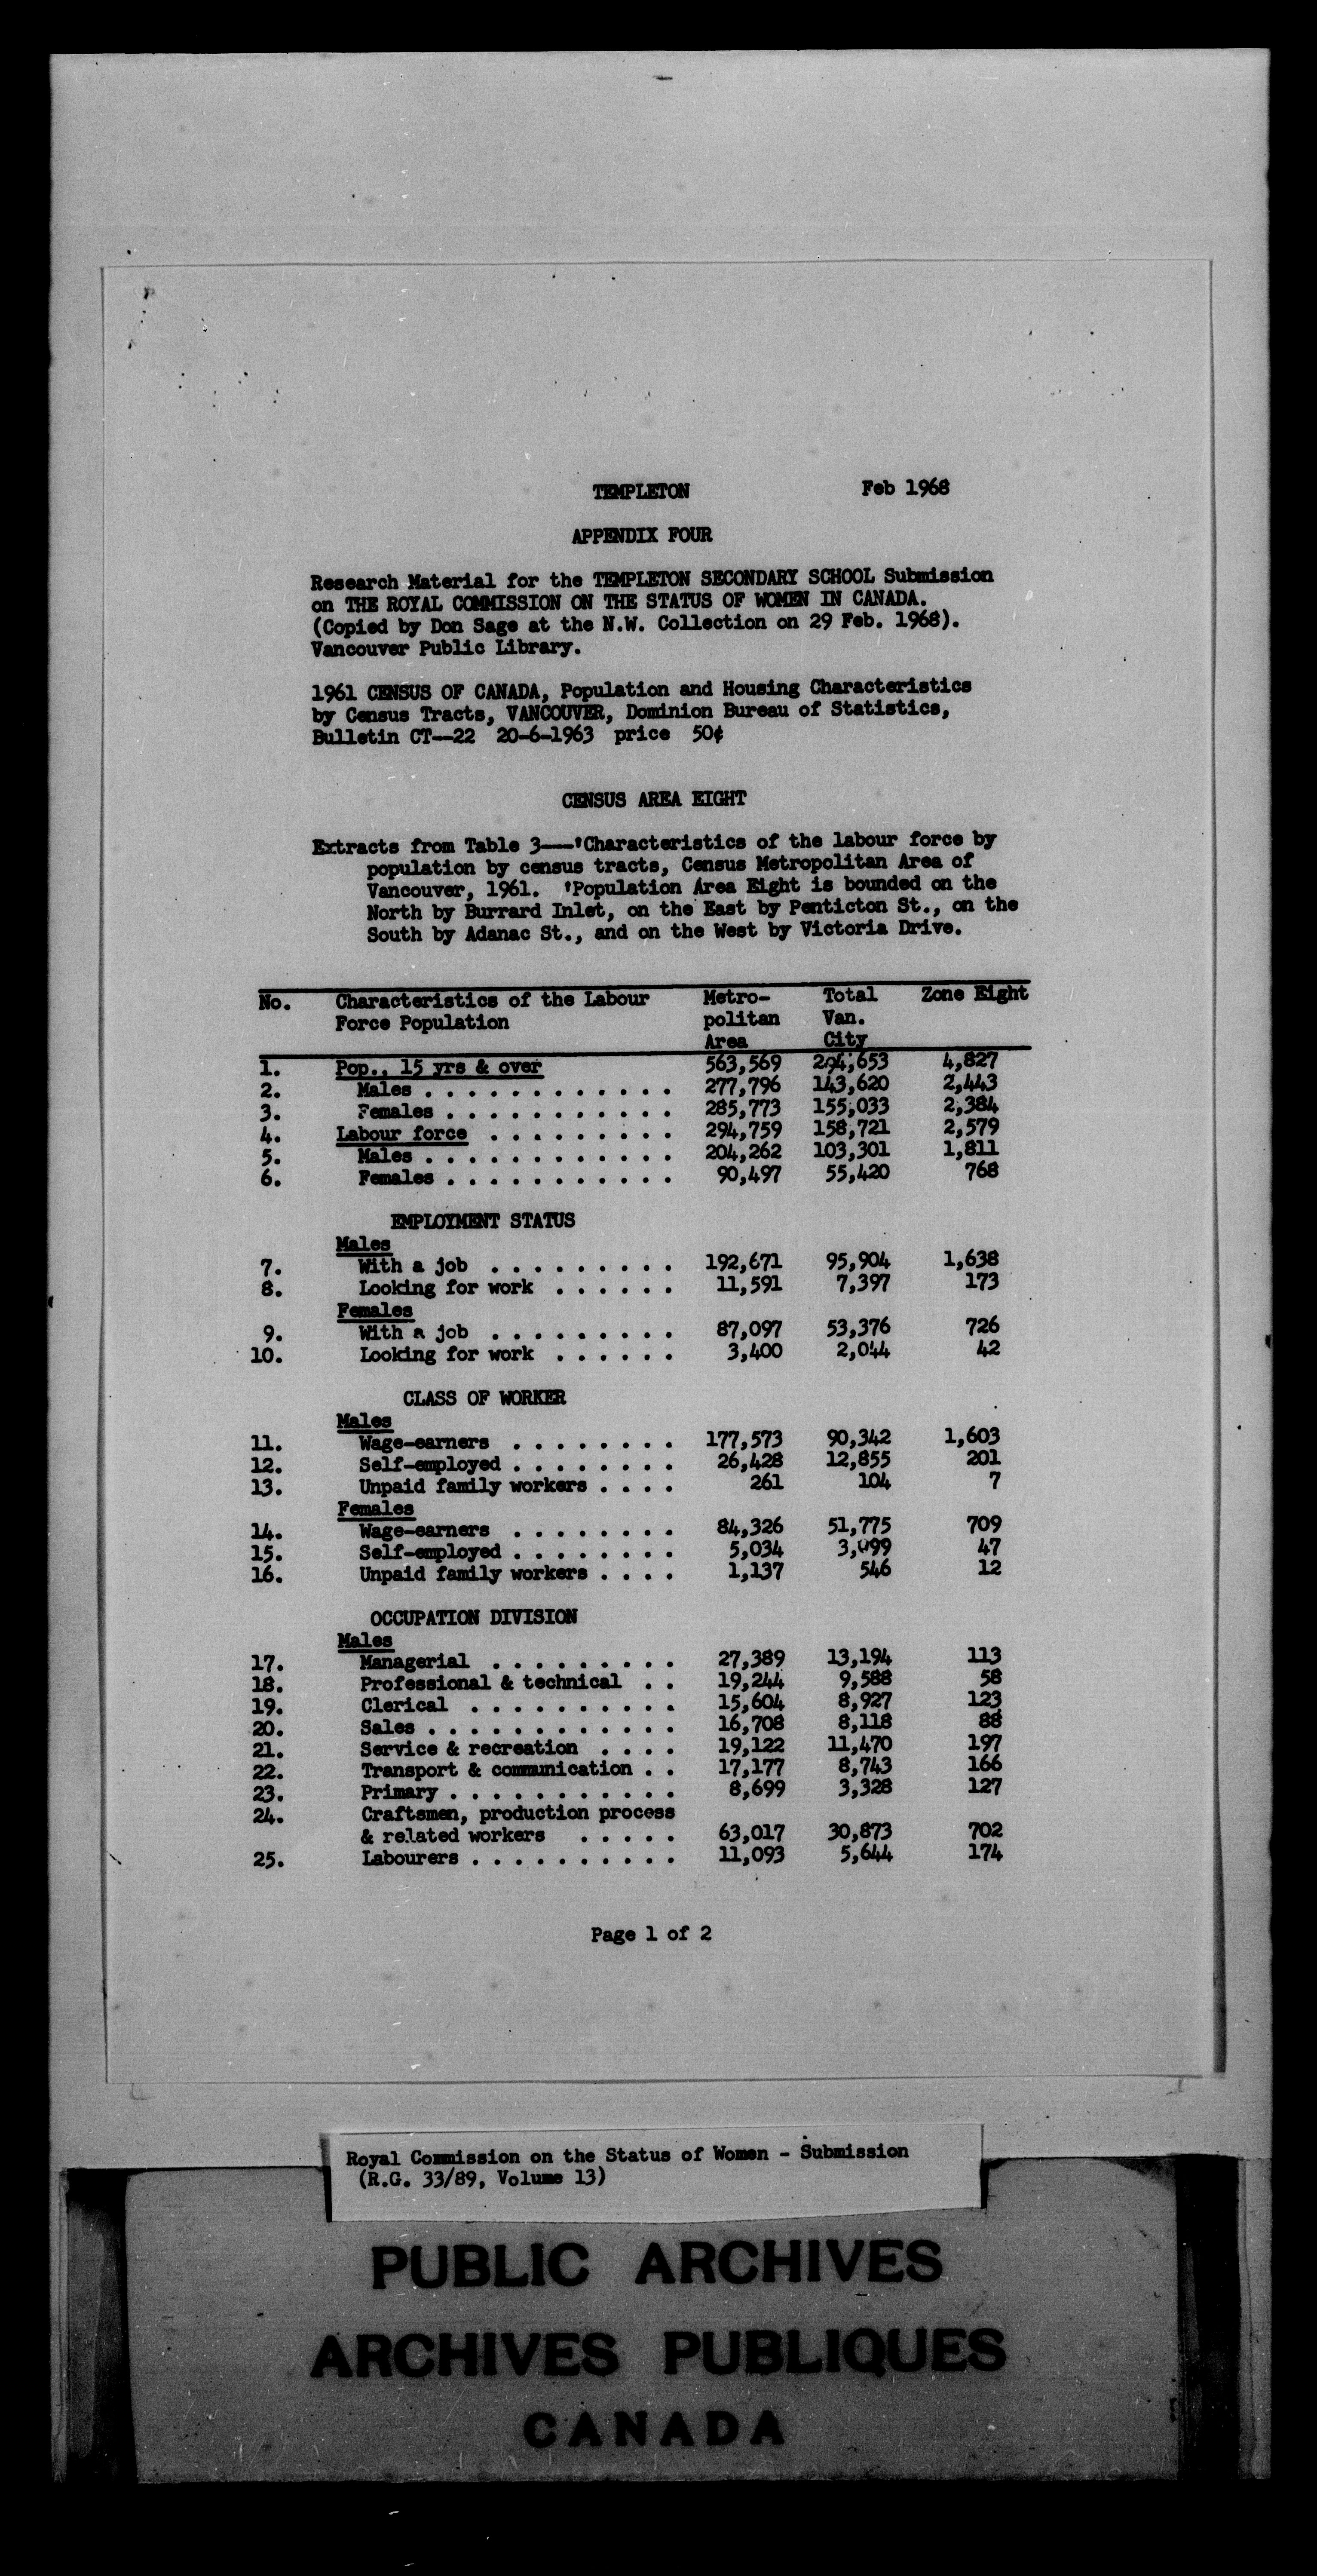 TEMPLETON Feb 1968
APPENDIX FOUR
Research Material for the TEMPLETON SECONDARY SCHOOL Submission
on THE ROYAL COMMISSION ON THE STATUS OF WOMEN IN CANADA.
(Copied by Don Sage at the N.W. Collection on 29 Feb. 1968).
Vancouver Public Library.
1961 CENSUS OF CANADA, Population and Housing Characteristics
by Census Tracts, VANCOUVER, Dominion Bureau of Statistics,
Bulletin CT--22 20-6-1963 price 50¢
CENSUS AREA EIGHT
Extracts from Table 3---'Characteristics of the labour force by
population by census tracts, Census Metropolitan Area of
Vancouver, 1961. 'Population Area Eight is bounded on the
North by Burrard Inlet, on the East by Penticton St., on the
South by Adanac St., and on the West by Victoria Drive.
No. Characteristics of the Labour Metro- Total Zone Eight
Force Population politan Van.
Area City
1. Pop., 15 yrs & over 563,569 294,653 4,827
2. Males . . . . . . . . . . . . 277,796 143,620 2,443
3. Females . . . . . . . . . . . 285,773 155,033 2,384
4. Labour force . . . . . . . . . 294,759 158,721 2,579
5. Males . . . . . . . . . . . . 204,262 103,301 1,811
6. Females . . . . . . . . . . . 90,497 55,420 768
EMPLOYMENT STATUS
Males
7. With a job . . . . . . . . . 192,671 95,904 1,638
8. Looking for work . . . . . . 11,591 7,397 173
Females
9. With a job . . . . . . . . . 87,097 53,376 726
10. Looking for work . . . . . . 3,400 2,044 42
CLASS OF WORKER
Males
11. Wage-earners . . . . . . . . 177,573 90,342 1,603
12. Self-employed . . . . . . . . 26,428 12,855 201
13. Unpaid family workers . . . . 261 104 7
Females
14. Wage-earners . . . . . . . . 84,326 51,775 709
15. Self-employed . . . . . . . . 5,034 3,099 47
16. Unpaid family workers . . . . 1,137 546 12
OCCUPATION DIVISION
Males
17. Managerial . . . . . . . . . 27,389 13,194 113
18. Professional & technical . . 19,244 9,588 58
19. Clerical . . . . . . . . . . 15,604 8,927 123
20. Sales . . . . . . . . . . . . 16,708 8,118 88
21. Service & recreation . . . . 19,122 11,470 197
22. Transport & communication . . 17,177 8,743 166
23. Primary . . . . . . . . . . . 8,699 3,328 127
24. Craftsmen, production process
& related workers . . . . . 63,017 30,873 702
25. Labourers . . . . . . . . . . 11,093 5,644 174
Page 1 of 2
Royal Commission on the Status of Women - Submission
(R.G. 33/89, Volume 13)
PUBLIC ARCHIVES
ARCHIVES PUBLIQUES
CANADA